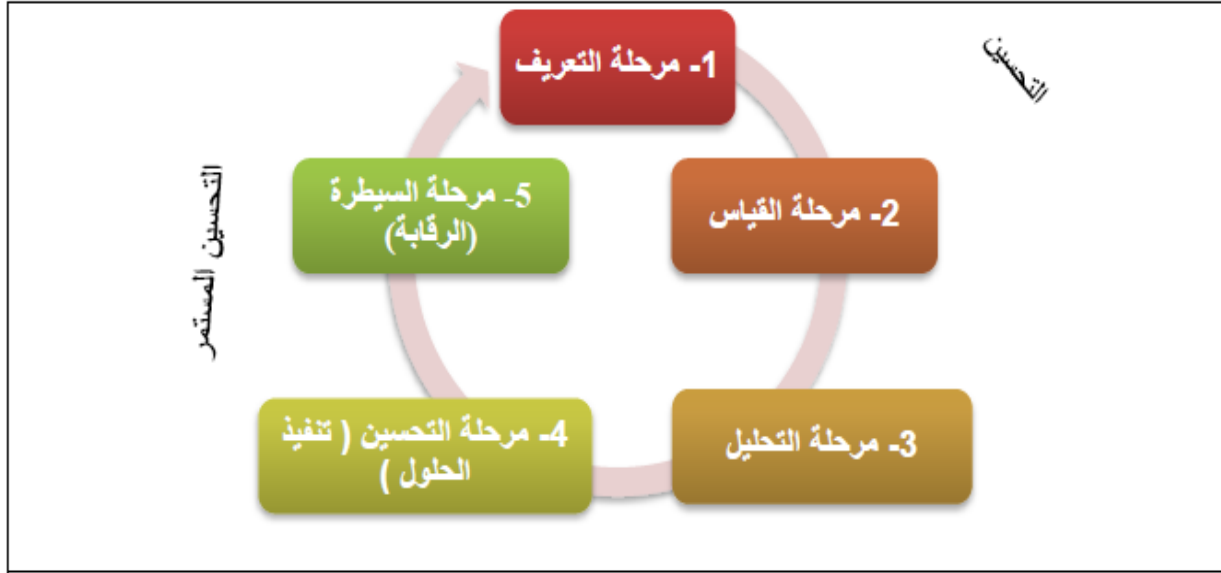 1- مرحلة التعريف
التحسين
2- مرحلة القياس
3- مرحلة التحليل
4- مرحلة التحسين ( تنفيذ
الحلول )
5- مرحلة السيطرة
(الرقابة)
التحسين المستمر